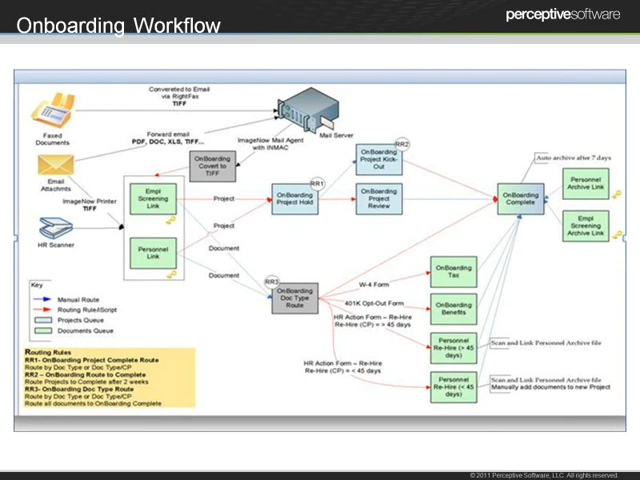 Onboarding Workflow
perceptivesoftware
Convereted to Email
via RightFax
TIFF
Faxed
Documents
Forward email
PDF, DOC, XLS, TIFF...
Mail Server
ImageNow Mail Agent
with INMAC
Email
Attachmts
ImageNow Printer
TIFF
HR Scanner
OnBoarding
Covert to
TIFF
Empl
Screening
Link
Personnel
Link
Project
Project
Document
Document
OnBoarding
Project Hold
RR1
OnBoarding
Project Kick-
Out
RR2
OnBoarding
Project
Review
Auto archive after 7 days
OnBoarding
Complete
Personnel
Archive Link
Empl
Screening
Archive Link
RR3
OnBoarding
Doc Type
Route
W-4 Form
401K Opt-Out Form
HR Action Form – Re-Hire
Re-Hire (CP) = > 45 days
HR Action Form – Re-Hire
Re-Hire (CP) = < 45 days
OnBoarding
Tax
OnBoarding
Benefits
Personnel
Re-Hire (> 45
days)
Scan and Link Personnel Archive file
Personnel
Re-Hire (< 45
days)
Scan and Link Personnel Archive file
Manually add documents to new Project
Key
Manual Route
Routing Rule/iScript
Projects Queue
Documents Queue
Routing Rules
RR1- OnBoarding Project Complete Route
Route by Doc Type or Doc Type/CP
RR2 – OnBoarding Route to Complete
Route Projects to Complete after 2 weeks
RR3- OnBoarding Doc Type Route
Route by Doc Type or Doc Type/CP
Route all documents to OnBoarding Complete
© 2011 Perceptive Software, LLC. All rights reserved.